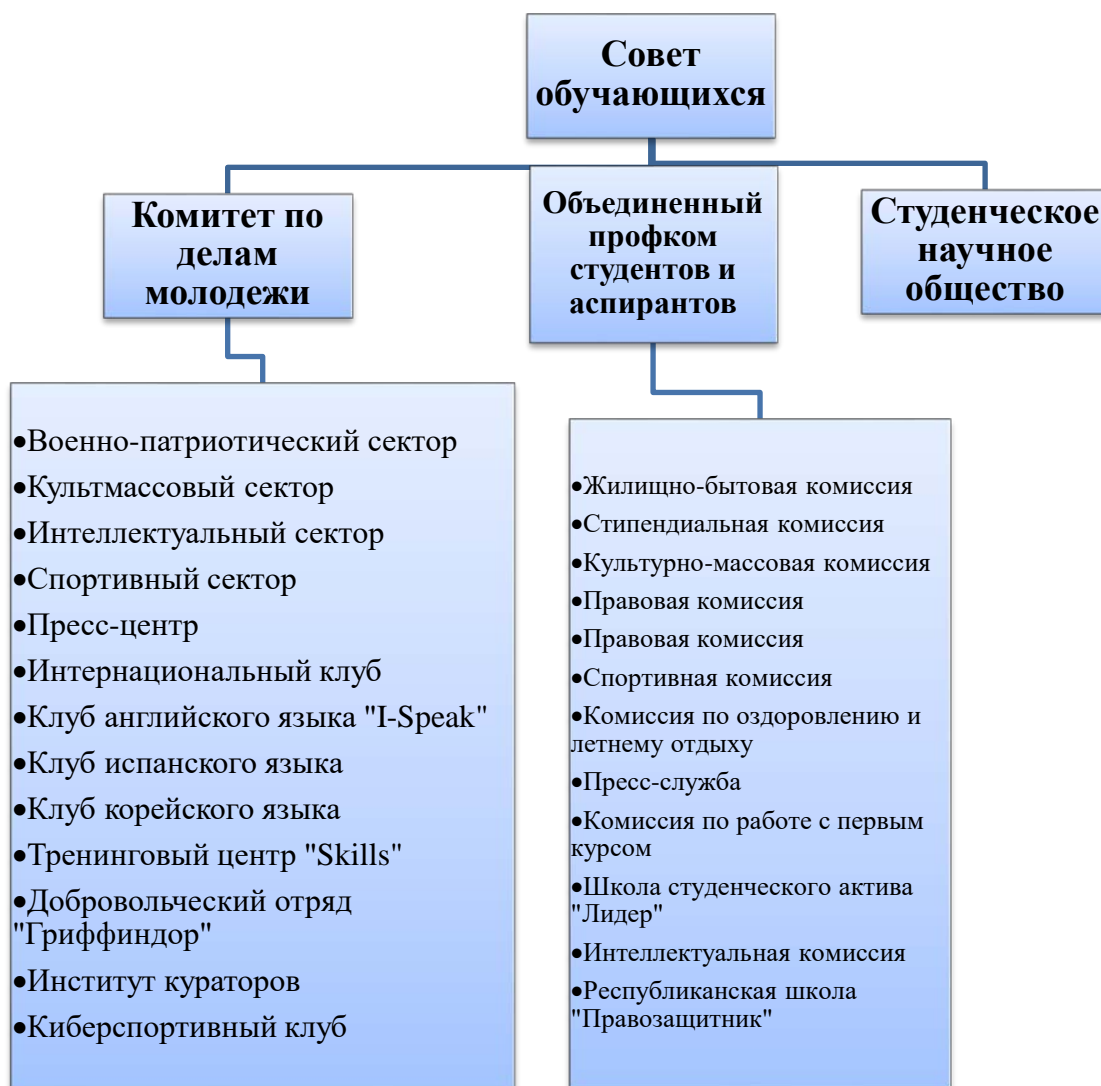 Совет
обучающихся
Комитет по
делам
молодежи
Объединенный
профком
студентов и
аспирантов
Студенческое
научное
общество
•Военно-патриотический сектор
•Культмассовый сектор
•Интеллектуальный сектор
•Спортивный сектор
•Пресс-центр
•Интернациональный клуб
•Клуб английского языка "I-Speak"
•Клуб испанского языка
•Клуб корейского языка
•Тренинговый центр "Skills"
•Добровольческий отряд
"Гриффиндор"
•Институт кураторов
•Киберспортивный клуб
•Жилищно-бытовая комиссия
•Стипендиальная комиссия
•Культурно-массовая комиссия
•Правовая комиссия
•Правовая комиссия
•Спортивная комиссия
•Комиссия по оздоровлению и
летнему отдыху
•Пресс-служба
•Комиссия по работе с первым
курсом
•Школа студенческого актива
"Лидер"
•Интеллектуальная комиссия
•Республиканская школа
"Правозащитник"